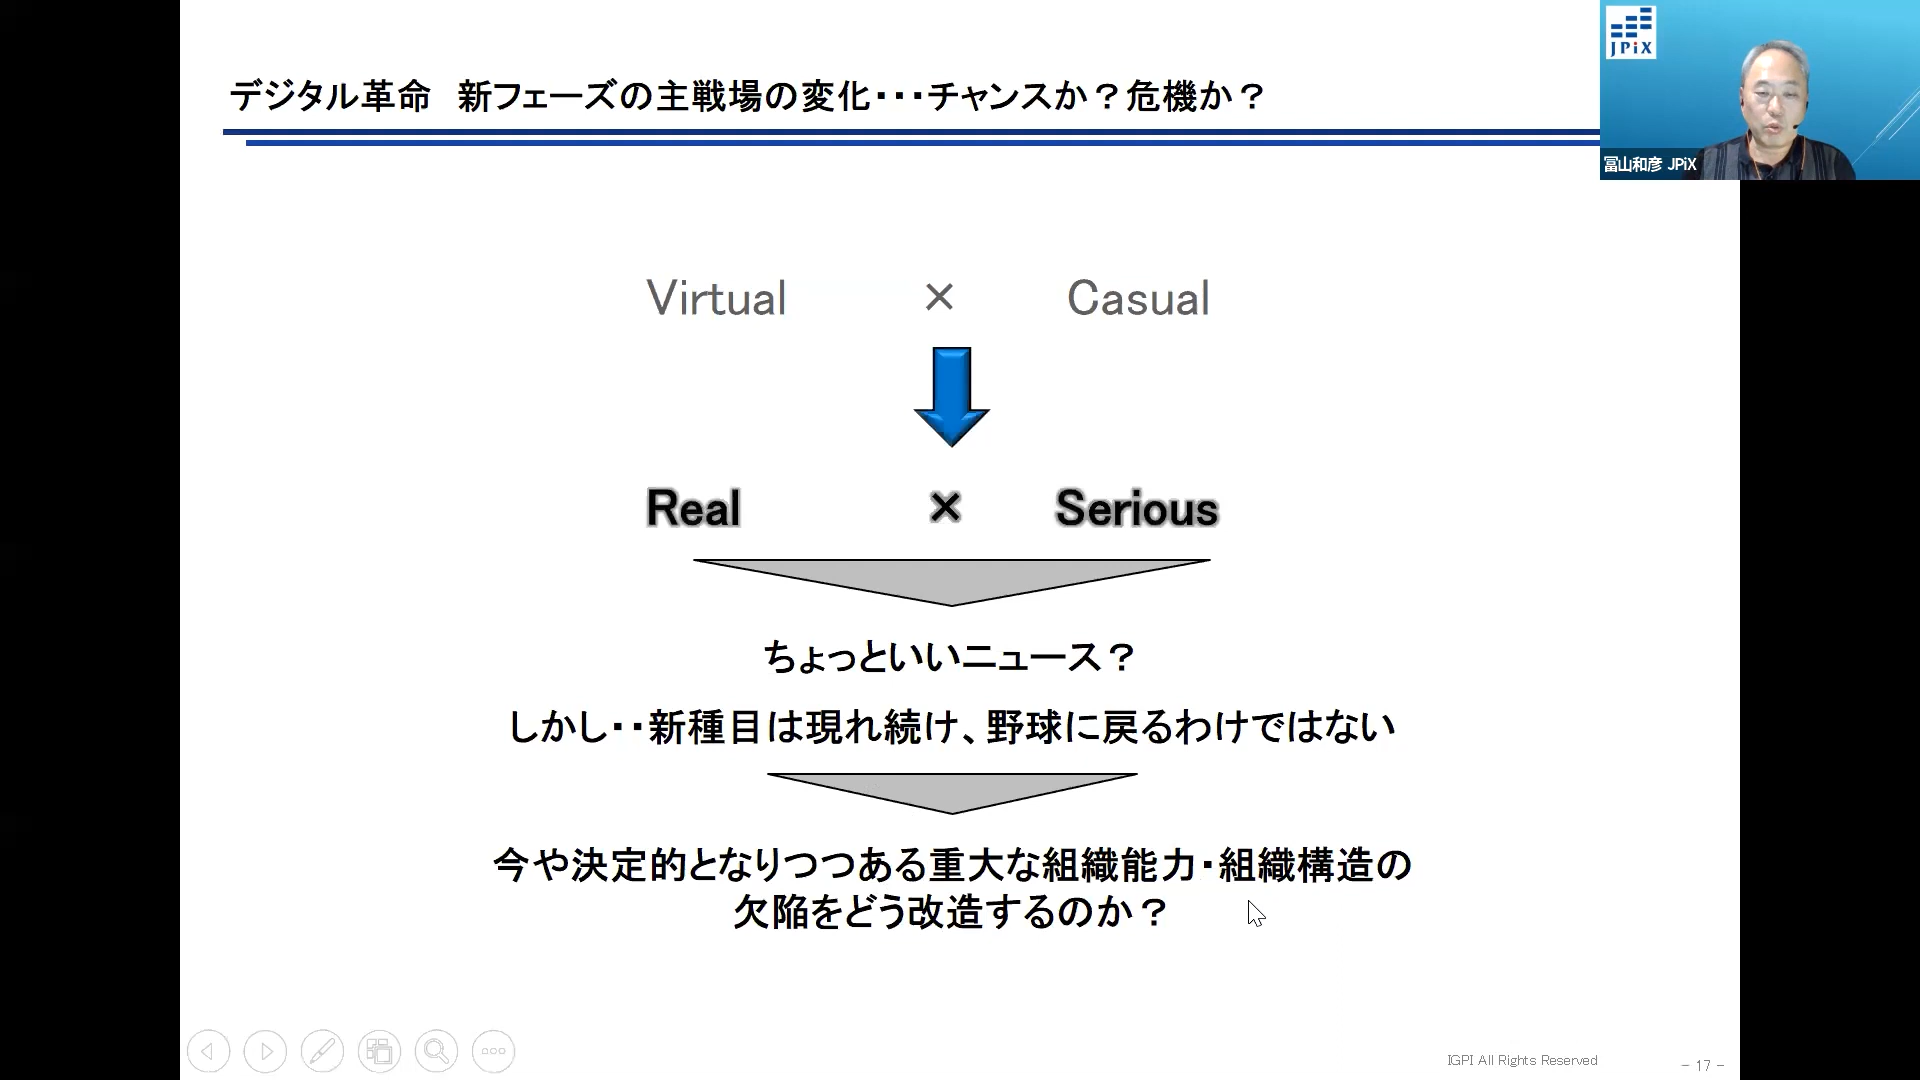 デジタル革命　新フェーズの主戦場の変化・・・チャンスか？危機か？
JPiX
冨山和彦 JPiX
Virtual × Casual
Real × Serious
ちょっといいニュース？
しかし・・新種目は現れ続け、野球に戻るわけではない
今や決定的となりつつある重大な組織能力・組織構造の
欠陥をどう改造するのか？
IGPI All Rights Reserved
- 17 -